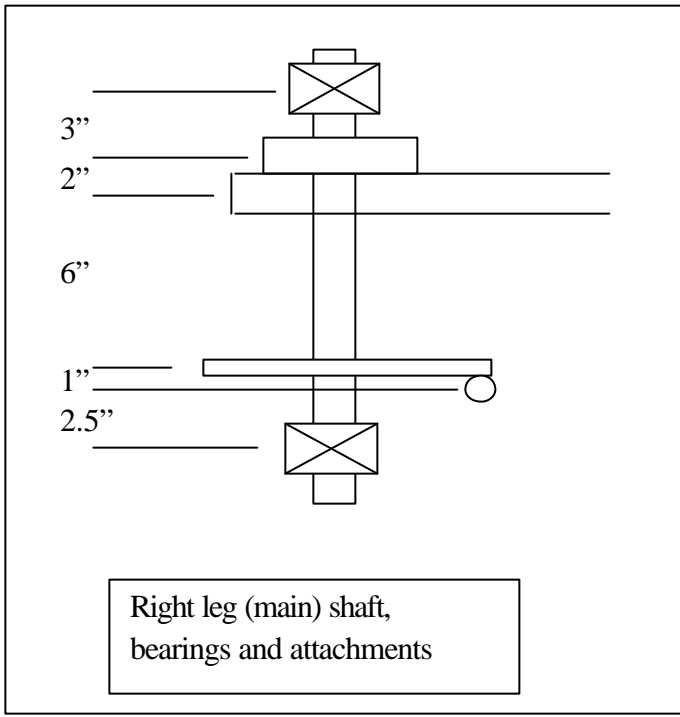 3”
2”
6”
1”
2.5”
Right leg (main) shaft,
bearings and attachments